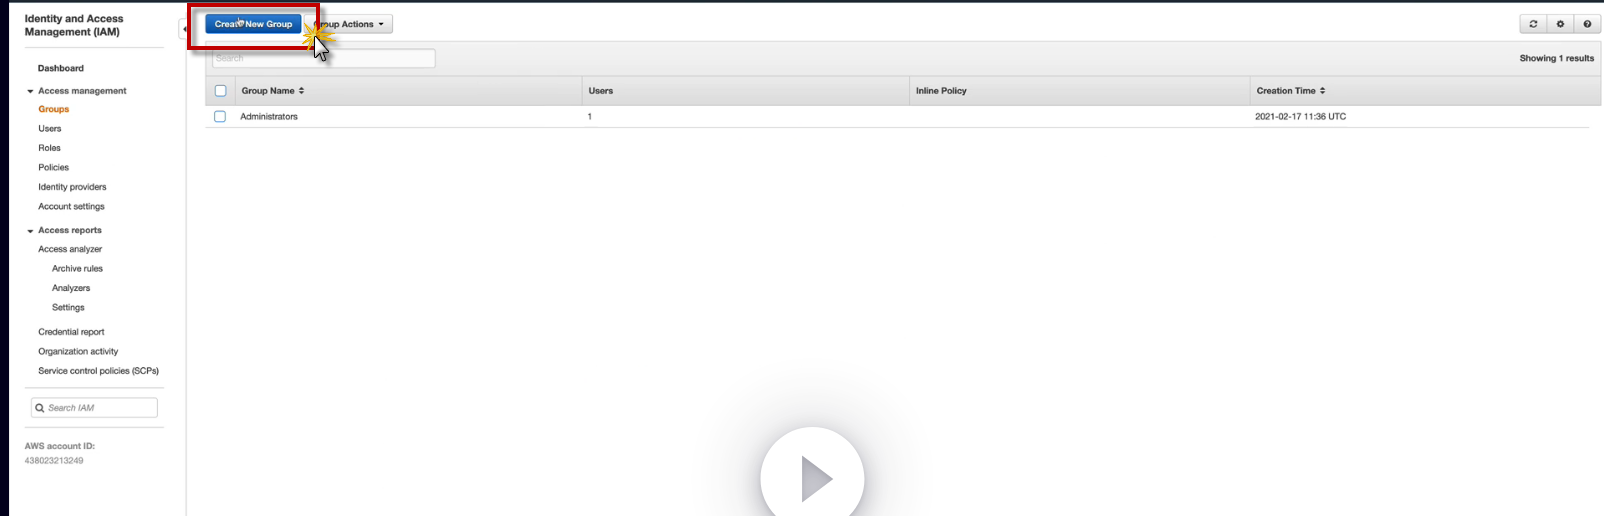 Identity and Access
Management (IAM)
Dashboard
Access management
Groups
Users
Roles
Policies
Identity providers
Account settings
Access reports
Access analyzer
Archive rules
Analyzers
Settings
Credential report
Organization activity
Service control policies (SCPs)
Search IAM
AWS account ID:
438023213249
Create New Group
Group Actions
Search
Showing 1 results
Group Name
Users
Inline Policy
Creation Time
Administrators
1
2021-02-17 11:36 UTC